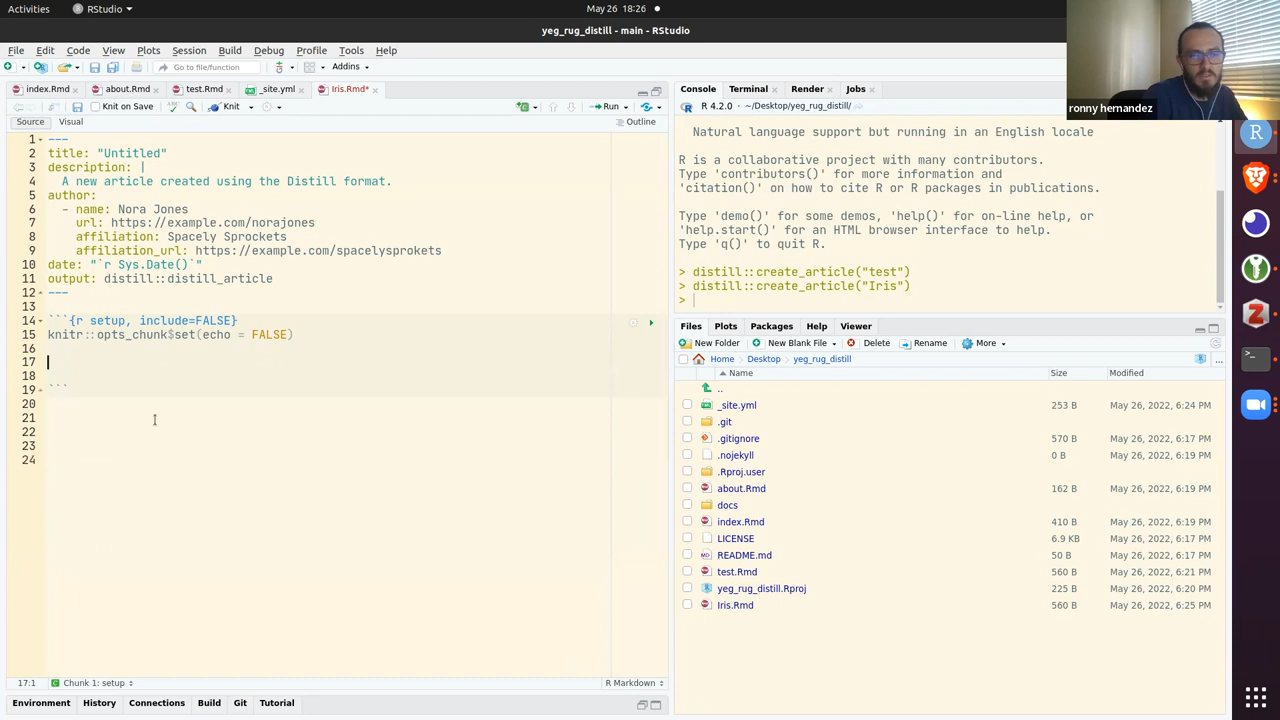 Activities
RStudio
May 26 18:26
yeg_rug_distill - main - RStudio
File Edit Code View Plots Session Build Debug Profile Tools Help
Go to file/function
Addins
index.Rmd about.Rmd test.Rmd _site.yml Iris.Rmd*
Knit on Save
Knit
Run
Source Visual
Outline
1 ---
2 title: "Untitled"
3 description: |
4 A new article created using the Distill format.
5 author:
6 - name: Nora Jones
7 url: https://example.com/norajones
8 affiliation: Spacely Sprockets
9 affiliation_url: https://example.com/spacelysprokets
10 date: "`r Sys.Date()`"
11 output: distill::distill_article
12 ---
13
14 ```{r setup, include=FALSE}
15 knitr::opts_chunk$set(echo = FALSE)
16
17
18
19 ```
20
21
22
23
24
17:1 Chunk 1: setup
R Markdown
Environment History Connections Build Git Tutorial
Console Terminal Render Jobs
R 4.2.0 · ~/Desktop/yeg_rug_distill/
Natural language support but running in an English locale
R is a collaborative project with many contributors.
Type 'contributors()' for more information and
'citation()' on how to cite R or R packages in publications.
Type 'demo()' for some demos, 'help()' for on-line help, or
'help.start()' for an HTML browser interface to help.
Type 'q()' to quit R.
> distill::create_article("test")
> distill::create_article("Iris")
>
Files Plots Packages Help Viewer
New Folder New Blank File Delete Rename More
Home Desktop yeg_rug_distill
...
Name Size Modified
..
_site.yml 253 B May 26, 2022, 6:24 PM
.git
.gitignore 570 B May 26, 2022, 6:17 PM
.nojekyll 0 B May 26, 2022, 6:19 PM
.Rproj.user
about.Rmd 162 B May 26, 2022, 6:19 PM
docs
index.Rmd 410 B May 26, 2022, 6:19 PM
LICENSE 6.9 KB May 26, 2022, 6:17 PM
README.md 50 B May 26, 2022, 6:17 PM
test.Rmd 560 B May 26, 2022, 6:21 PM
yeg_rug_distill.Rproj 225 B May 26, 2022, 6:20 PM
Iris.Rmd 560 B May 26, 2022, 6:25 PM
ronny hernandez
R
Z